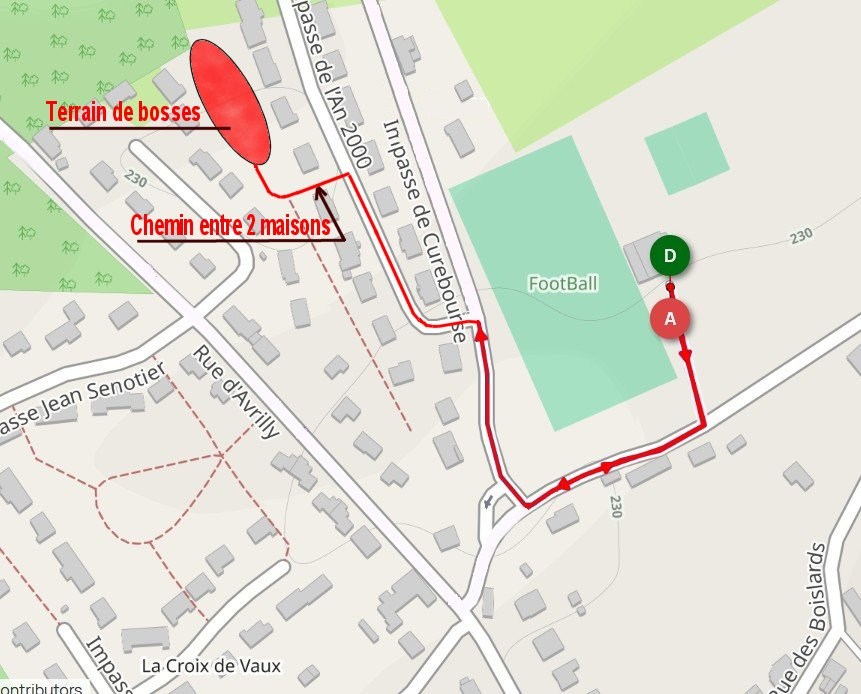 Impasse de l'An 2000
Terrain de bosses
Impasse de Curebourse
230
Chemin entre 2 maisons
230
D
FootBall
A
Rue d'Avrilly
asse Jean Senotier
230
ue des Boislards
La Croix de Vaux
Impass
ontributors